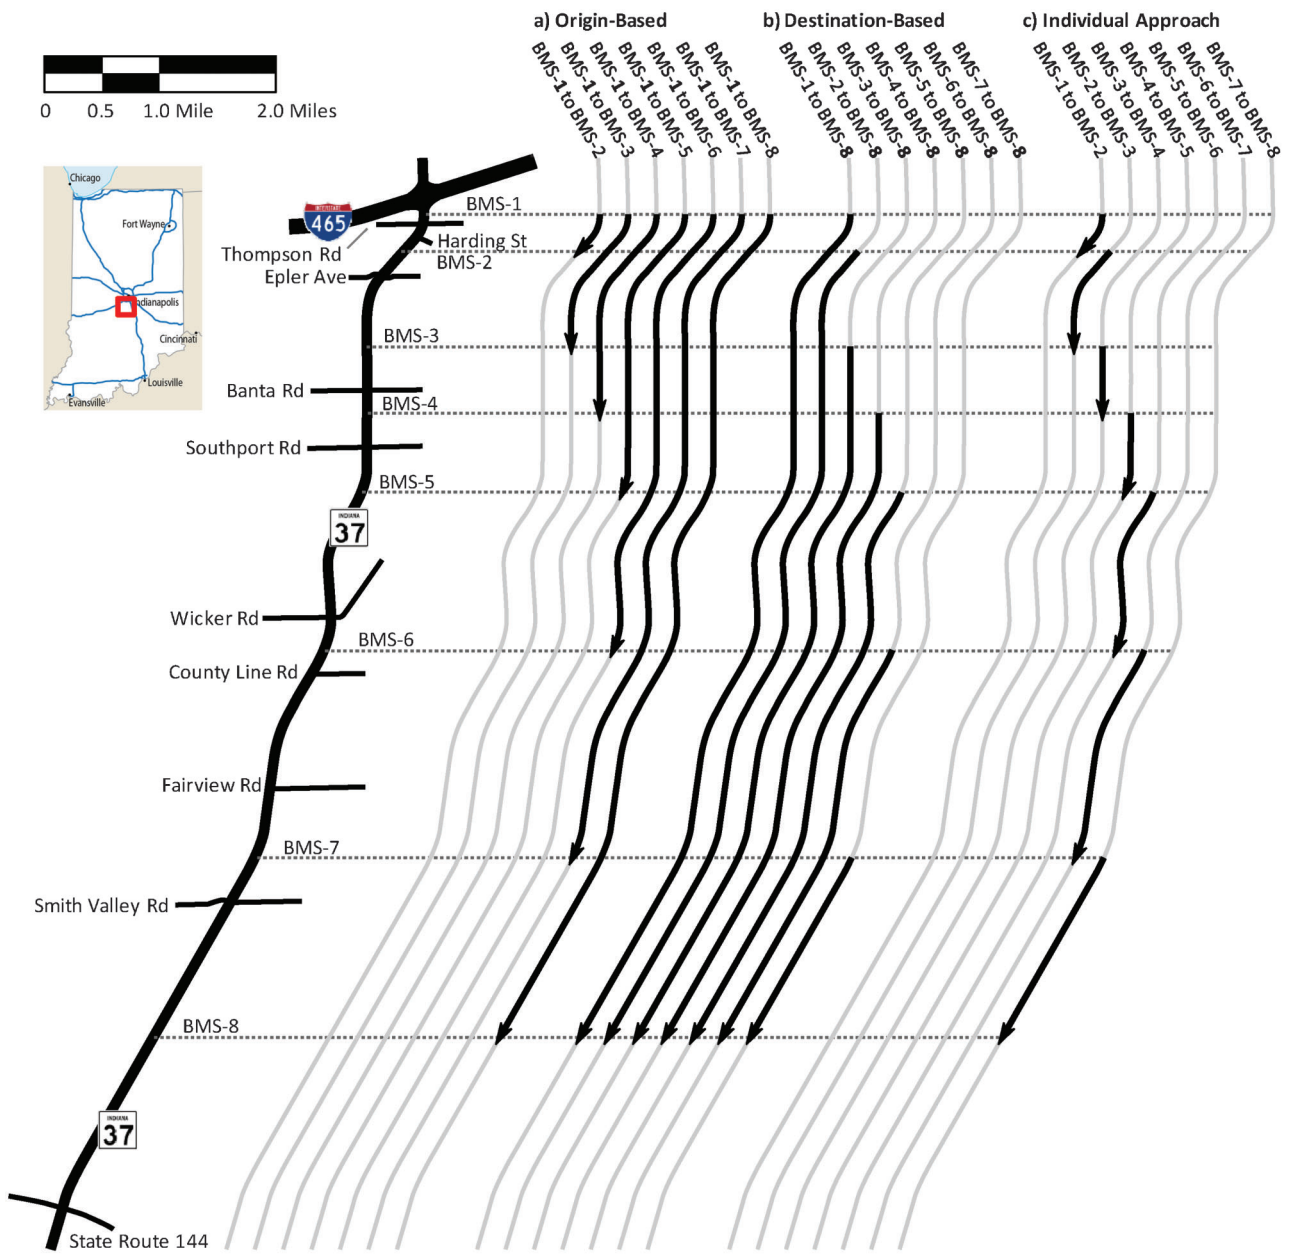 a) Origin-Based
b) Destination-Based
c) Individual Approach
BMS-1 to BMS-2
BMS-1 to BMS-3
BMS-1 to BMS-4
BMS-1 to BMS-5
BMS-1 to BMS-6
BMS-1 to BMS-7
BMS-1 to BMS-8
BMS-1 to BMS-8
BMS-2 to BMS-8
BMS-3 to BMS-8
BMS-4 to BMS-8
BMS-5 to BMS-8
BMS-6 to BMS-8
BMS-7 to BMS-8
BMS-1 to BMS-2
BMS-2 to BMS-3
BMS-3 to BMS-4
BMS-4 to BMS-5
BMS-5 to BMS-6
BMS-6 to BMS-7
BMS-7 to BMS-8
0 0.5 1.0 Mile 2.0 Miles
Chicago
Fort Wayne
Indianapolis
Cincinnati
Louisville
Evansville
BMS-1
465
Harding St
Thompson Rd
BMS-2
Epler Ave
BMS-3
Banta Rd
BMS-4
Southport Rd
BMS-5
INDIANA
37
Wicker Rd
BMS-6
County Line Rd
Fairview Rd
BMS-7
Smith Valley Rd
BMS-8
INDIANA
37
State Route 144